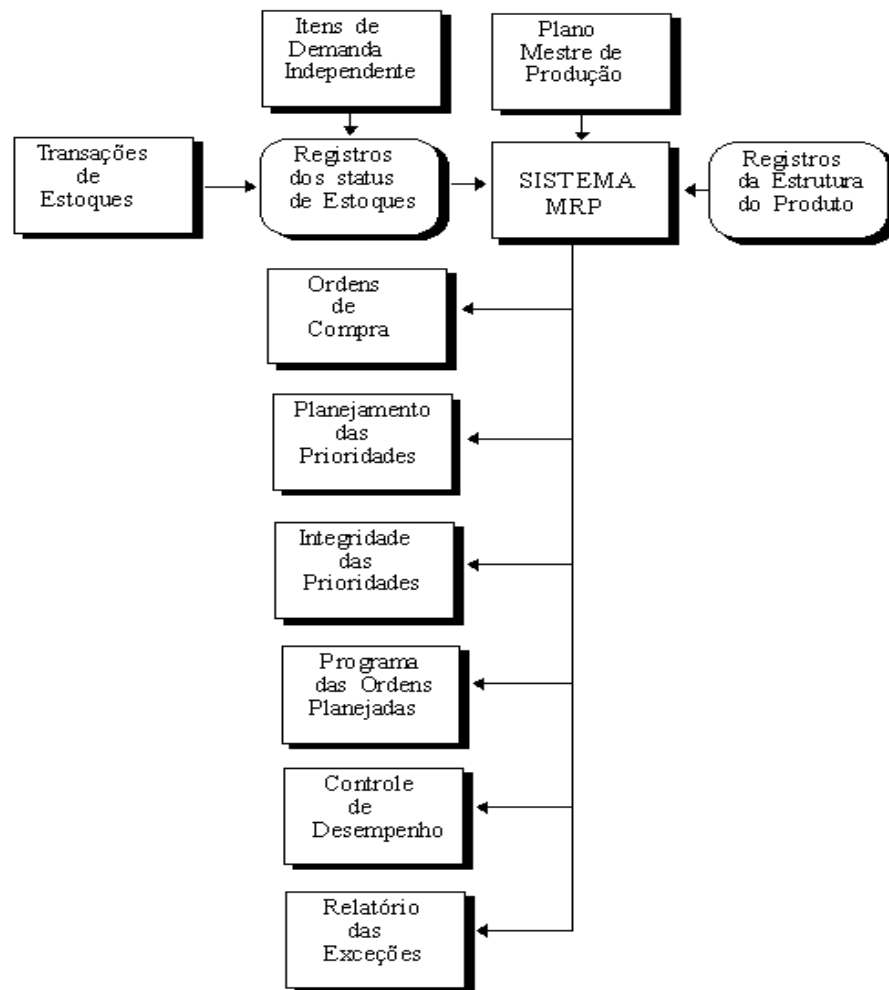 Itens de
Demanda
Independente
Plano
Mestre de
Produção
Transações
de
Estoques
Registros
dos status
de Estoques
SISTEMA
MRP
Registros
da Estrutura
do Produto
Ordens
de
Compra
Planejamento
das
Prioridades
Integridade
das
Prioridades
Programa
das Ordens
Planejadas
Controle
de
Desempenho
Relatório
das
Exceções